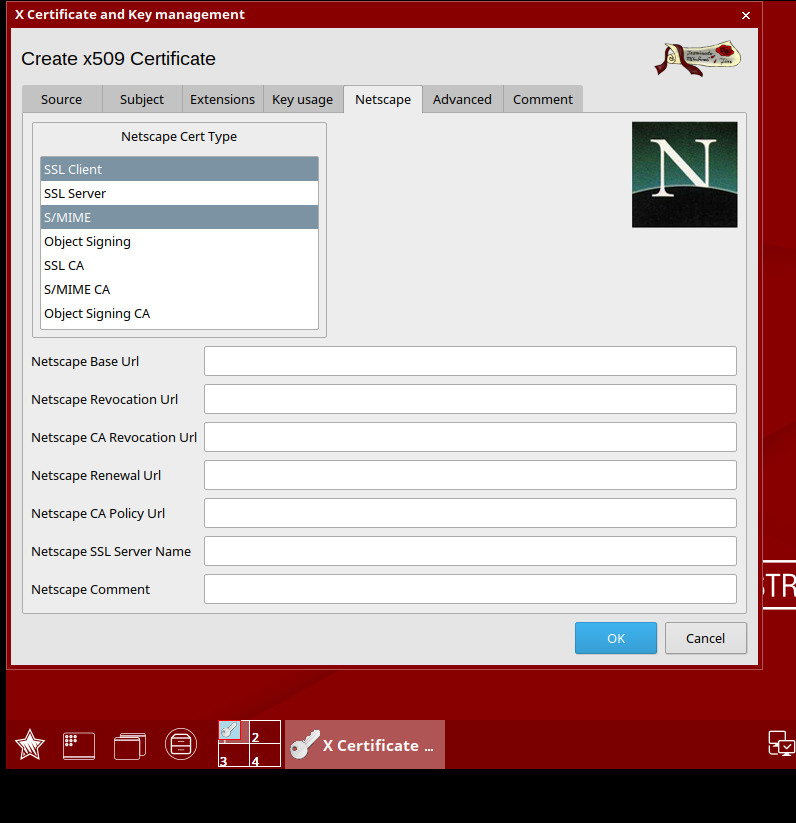 X Certificate and Key management
Create x509 Certificate
Source Subject Extensions Key usage Netscape Advanced Comment
Netscape Cert Type
SSL Client
SSL Server
S/MIME
Object Signing
SSL CA
S/MIME CA
Object Signing CA
N
Netscape Base Url
Netscape Revocation Url
Netscape CA Revocation Url
Netscape Renewal Url
Netscape CA Policy Url
Netscape SSL Server Name
Netscape Comment
STR
OK Cancel
2
3 4
X Certificate ...